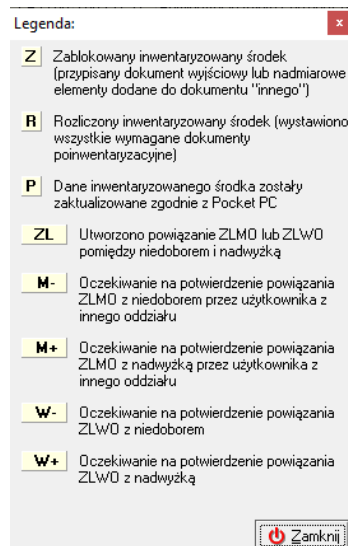 Legenda:
x
Z Zablokowany inwentaryzowany środek
(przypisany dokument wyjściowy lub nadmiarowe
elementy dodane do dokumentu "innego")
R Rozliczony inwentaryzowany środek (wystawiono
wszystkie wymagane dokumenty
poinwentaryzacyjne)
P Dane inwentaryzowanego środka zostały
zaktualizowane zgodnie z Pocket PC
ZL Utworzono powiązanie ZLMO lub ZLWO
pomiędzy niedoborem i nadwyżką
M- Oczekiwanie na potwierdzenie powiązania
ZLMO z niedoborem przez użytkownika z
innego oddziału
M+ Oczekiwanie na potwierdzenie powiązania
ZLMO z nadwyżką przez użytkownika z
innego oddziału
W- Oczekiwanie na potwierdzenie powiązania
ZLWO z niedoborem
W+ Oczekiwanie na potwierdzenie powiązania
ZLWO z nadwyżką
Zamknij